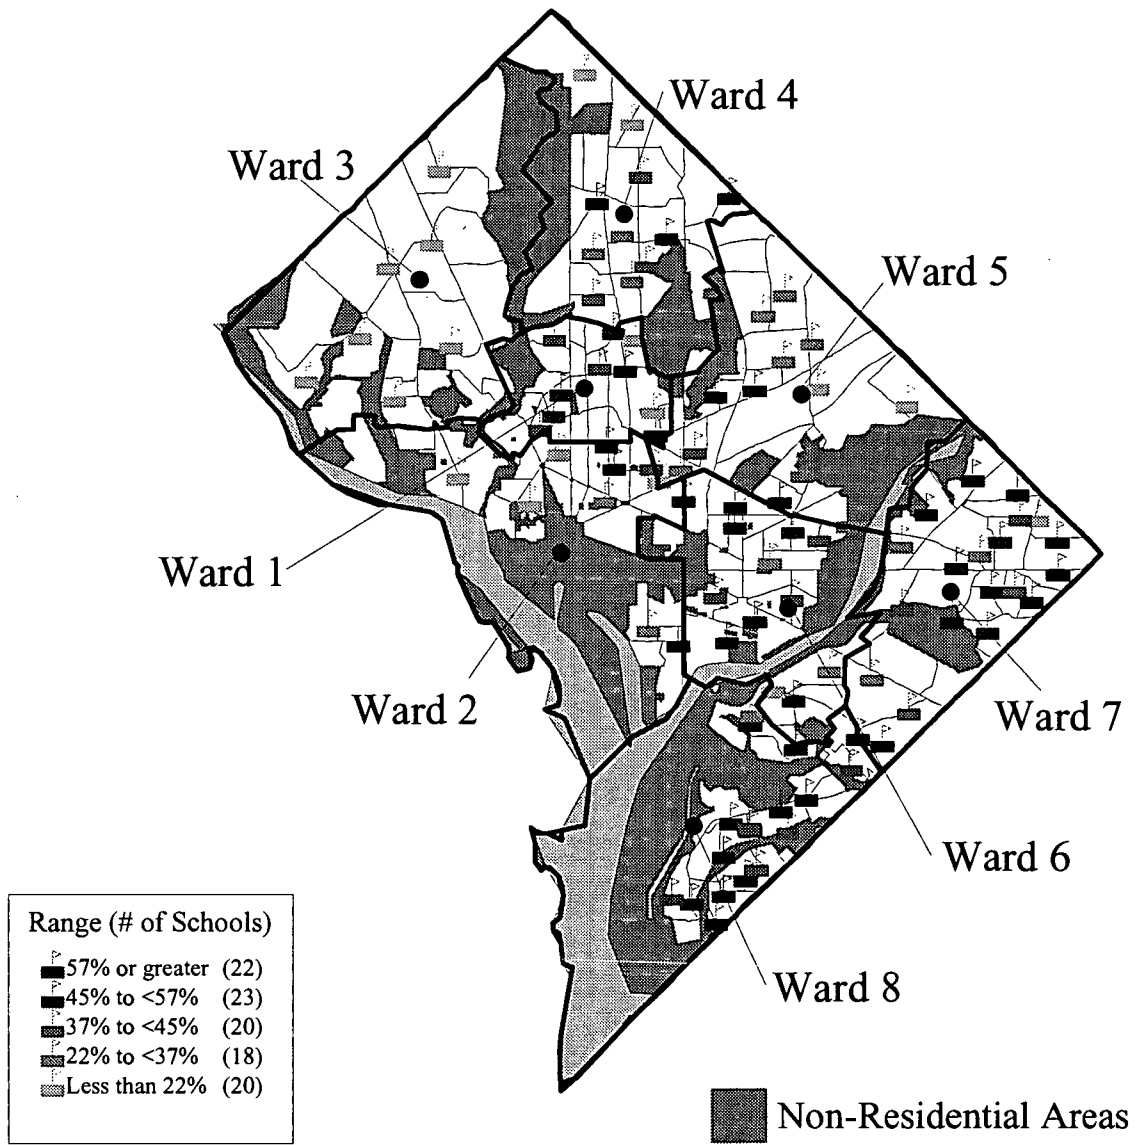 Ward 4
Ward 3
Ward 5
Ward 1
Ward 2
Ward 7
Ward 6
Ward 8
Range (# of Schools)
57% or greater (22)
45% to <57% (23)
37% to <45% (20)
22% to <37% (18)
Less than 22% (20)
Non-Residential Areas